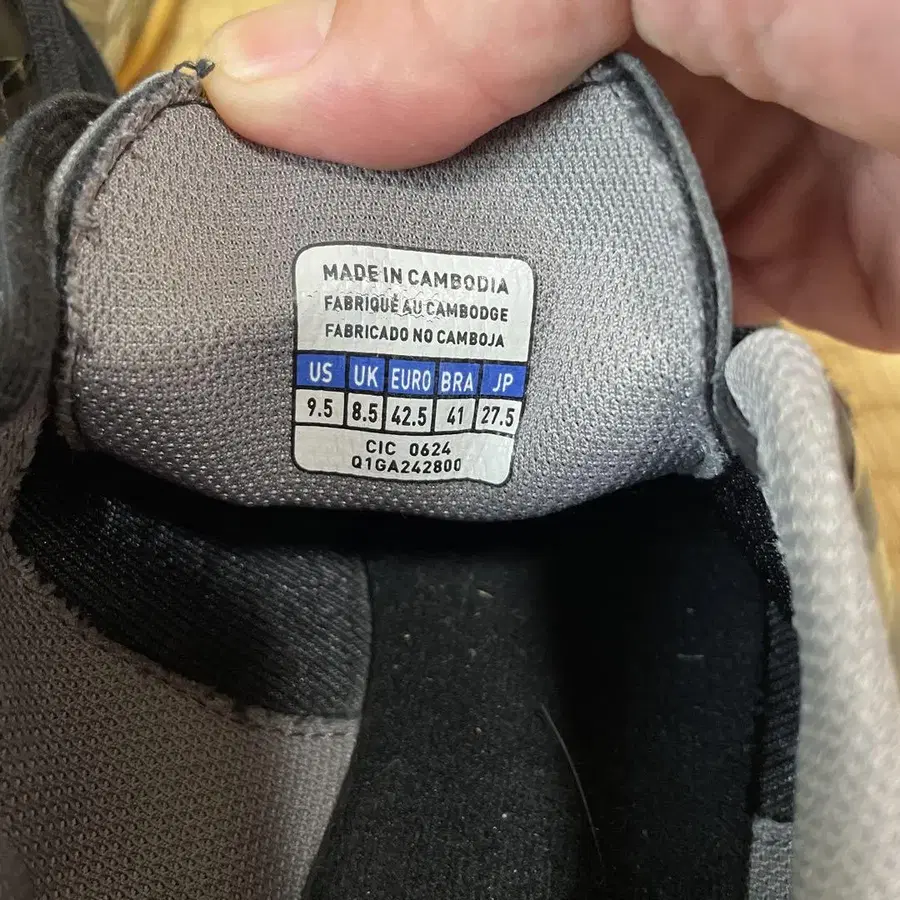 MADE IN CAMBODIA
FABRIQUÉ AU CAMBODGE
FABRICADO NO CAMBOJA
US UK EURO BRA JP
9.5 8.5 42.5 41 27.5
CIC 0624
Q1GA242800